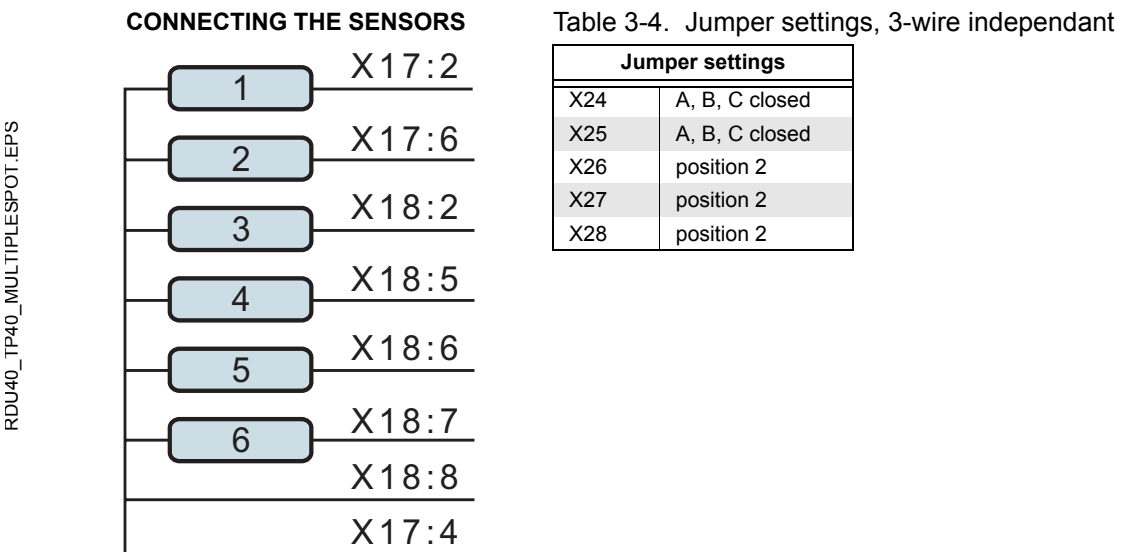 CONNECTING THE SENSORS
1 X17:2
2 X17:6
3 X18:2
4 X18:5
5 X18:6
6 X18:7
X18:8
X17:4
RDU40_TP40_MULTIPLESPOT.EPS
Table 3-4. Jumper settings, 3-wire independant
Jumper settings
X24 A, B, C closed
X25 A, B, C closed
X26 position 2
X27 position 2
X28 position 2